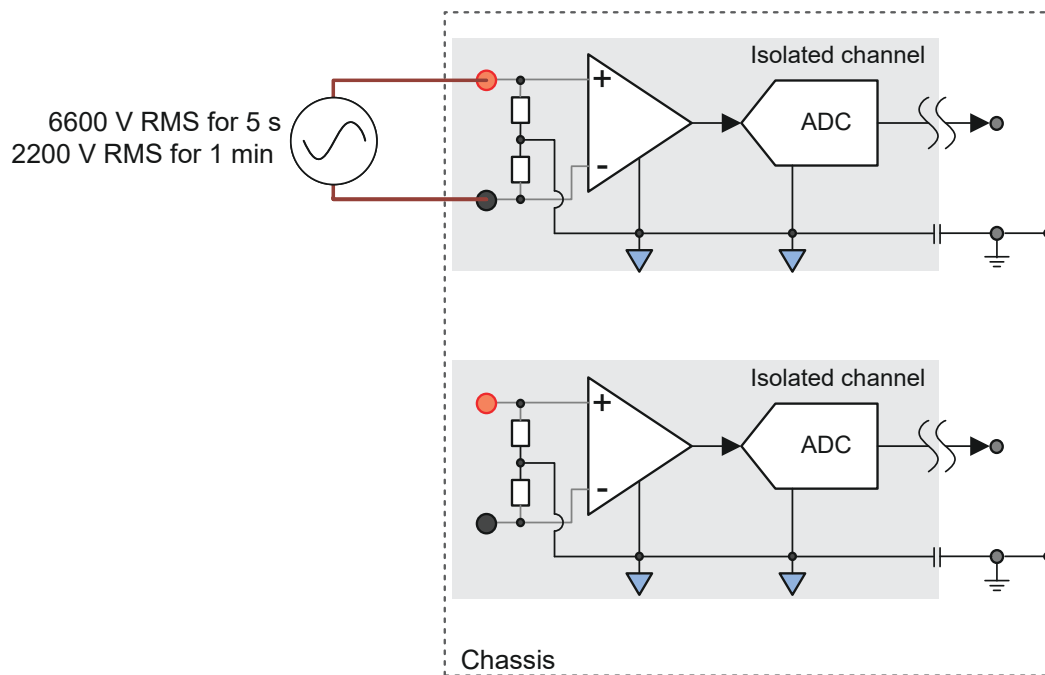 Isolated channel
6600 V RMS for 5 s
2200 V RMS for 1 min
+
-
ADC
Isolated channel
+
-
ADC
Chassis